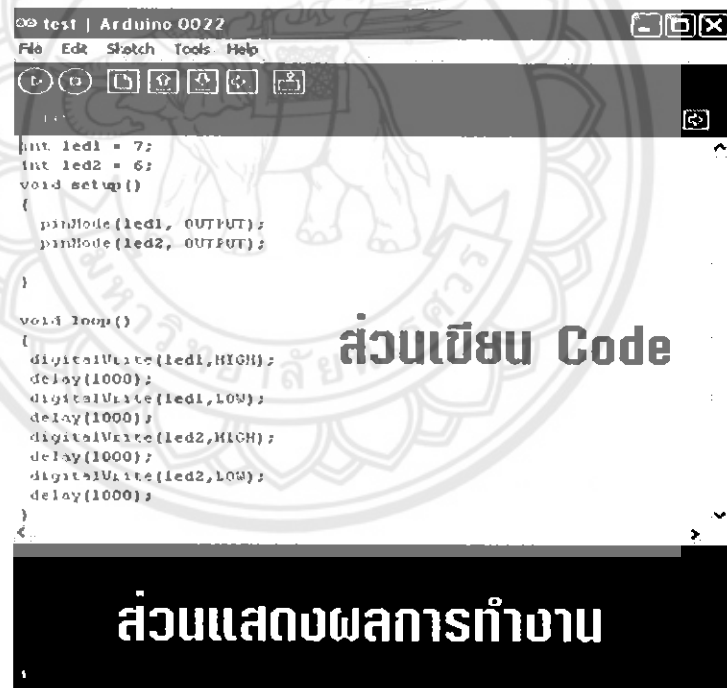 test | Arduino 0022
File Edit Sketch Tools Help
int led1 = 7;
int led2 = 6;
void setup()
{
pinMode(led1, OUTPUT);
pinMode(led2, OUTPUT);
}
void loop()
{
digitalWrite(led1,HIGH);
delay(1000);
digitalWrite(led1,LOW);
delay(1000);
digitalWrite(led2,HIGH);
delay(1000);
digitalWrite(led2,LOW);
delay(1000);
}
ส่วนเขียน Code
ส่วนแสดงผลการทำงาน
1